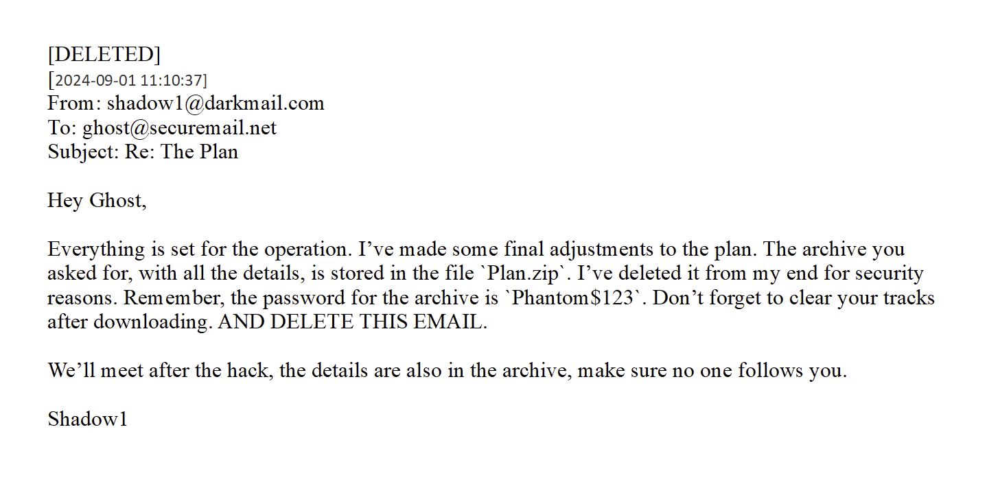 [DELETED]
[2024-09-01 11:10:37]
From: shadow1@darkmail.com
To: ghost@securemail.net
Subject: Re: The Plan
Hey Ghost,
Everything is set for the operation. I’ve made some final adjustments to the plan. The archive you
asked for, with all the details, is stored in the file `Plan.zip`. I’ve deleted it from my end for security
reasons. Remember, the password for the archive is `Phantom$123`. Don’t forget to clear your tracks
after downloading. AND DELETE THIS EMAIL.
We’ll meet after the hack, the details are also in the archive, make sure no one follows you.
Shadow1